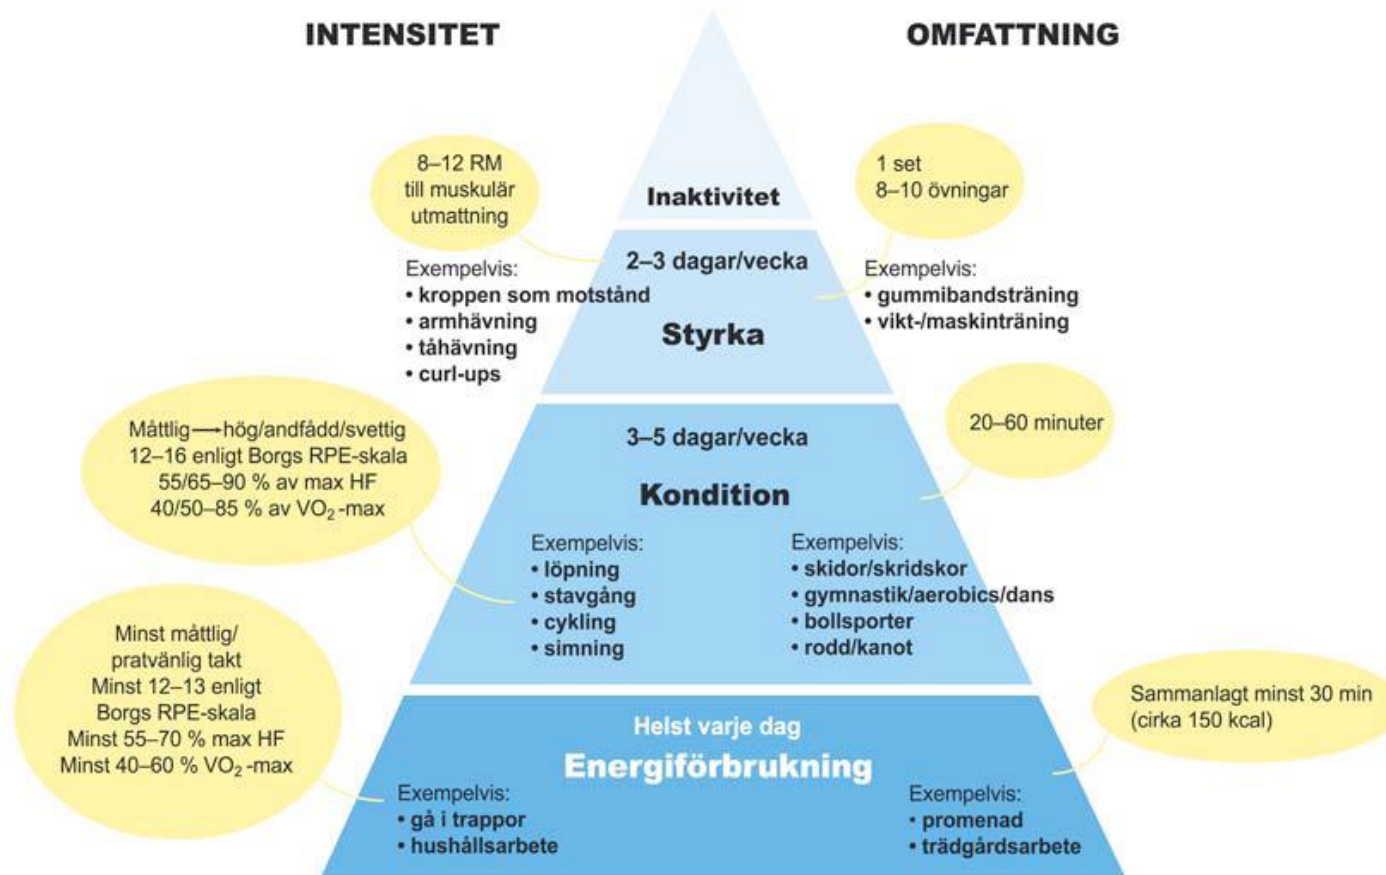 INTENSITET
OMFATTNING
Inaktivitet
8–12 RM
till muskulär
utmattning
1 set
8–10 övningar
2–3 dagar/vecka
Styrka
Exempelvis:
• kroppen som motstånd
• armhävning
• tåhävning
• curl-ups
Exempelvis:
• gummibandsträning
• vikt-/maskinträning
Måttlig→hög/andfådd/svettig
12–16 enligt Borgs RPE-skala
55/65–90 % av max HF
40/50–85 % av VO₂-max
20–60 minuter
3–5 dagar/vecka
Kondition
Exempelvis:
• löpning
• stavgång
• cykling
• simning
Exempelvis:
• skidor/skridskor
• gymnastik/aerobics/dans
• bollsporter
• rodd/kanot
Minst måttlig/
pratvänlig takt
Minst 12–13 enligt
Borgs RPE-skala
Minst 55–70 % max HF
Minst 40–60 % VO₂-max
Sammanlagt minst 30 min
(cirka 150 kcal)
Helst varje dag
Energiförbrukning
Exempelvis:
• gå i trappor
• hushållsarbete
Exempelvis:
• promenad
• trädgårdsarbete